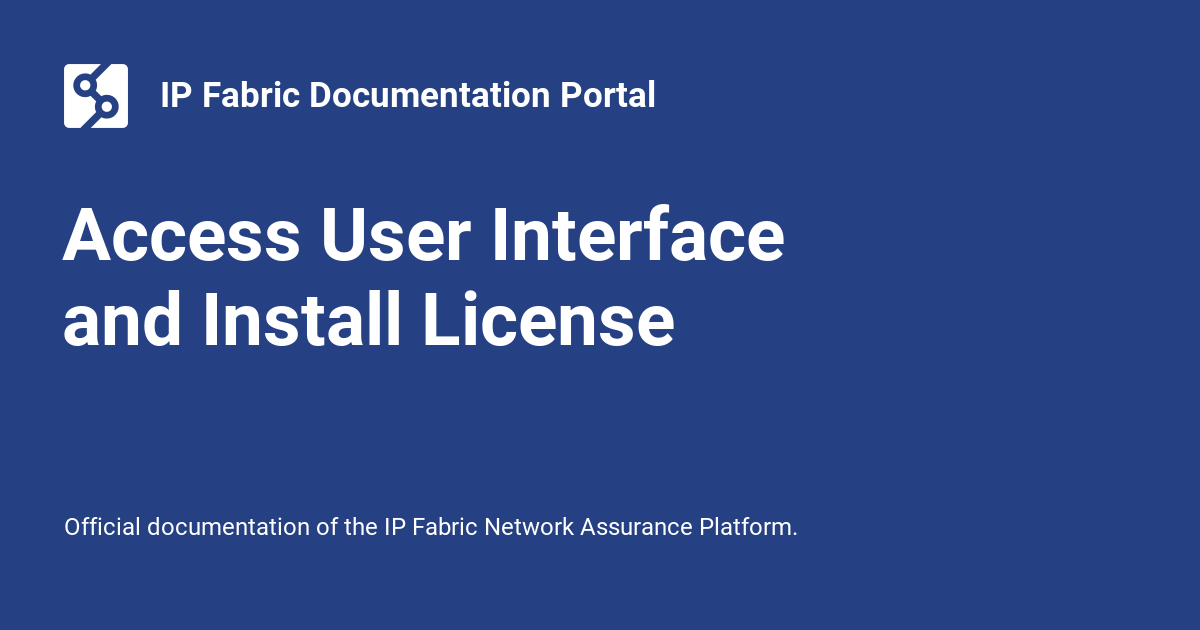 IP Fabric Documentation Portal
Access User Interface
and Install License
Official documentation of the IP Fabric Network Assurance Platform.